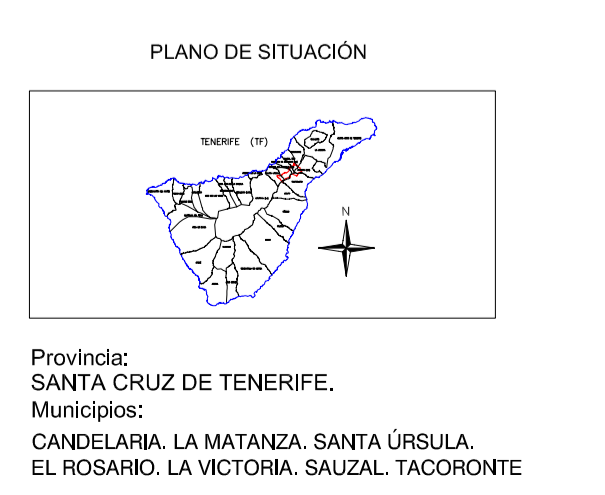 PLANO DE SITUACIÓN
TENERIFE (TF)
N
Provincia:
SANTA CRUZ DE TENERIFE.
Municipios:
CANDELARIA. LA MATANZA. SANTA ÚRSULA.
EL ROSARIO. LA VICTORIA. SAUZAL. TACORONTE